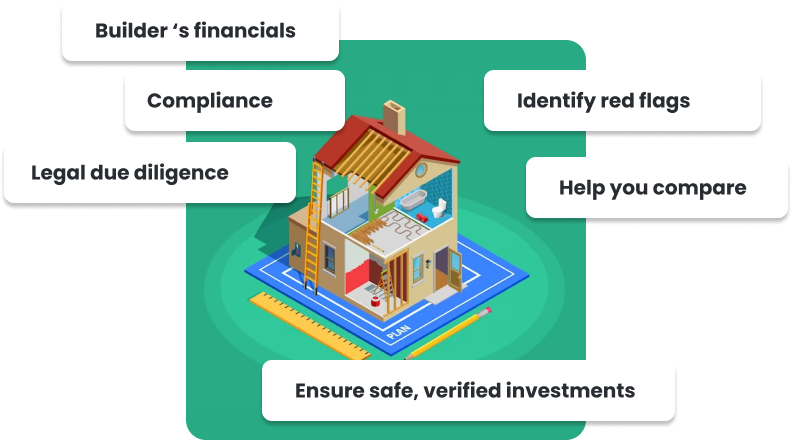 Builder ‘s financials
Compliance
Identify red flags
Legal due diligence
Help you compare
PLAN
Ensure safe, verified investments